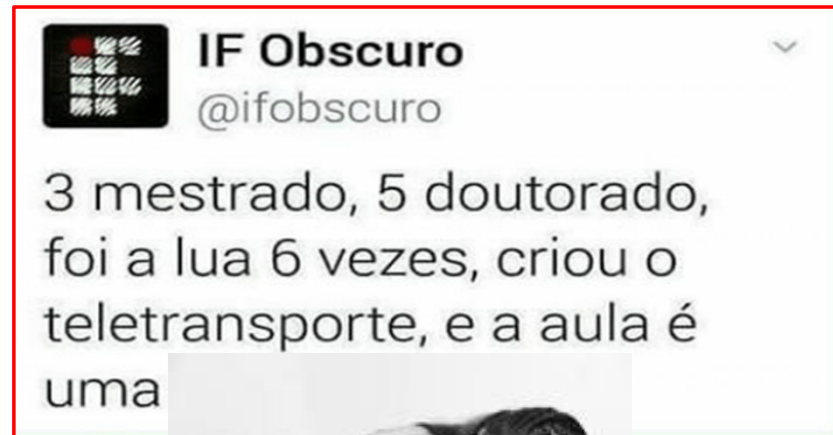 IF Obscuro
@ifobscuro
3 mestrado, 5 doutorado,
foi a lua 6 vezes, criou o
teletransporte, e a aula é
uma